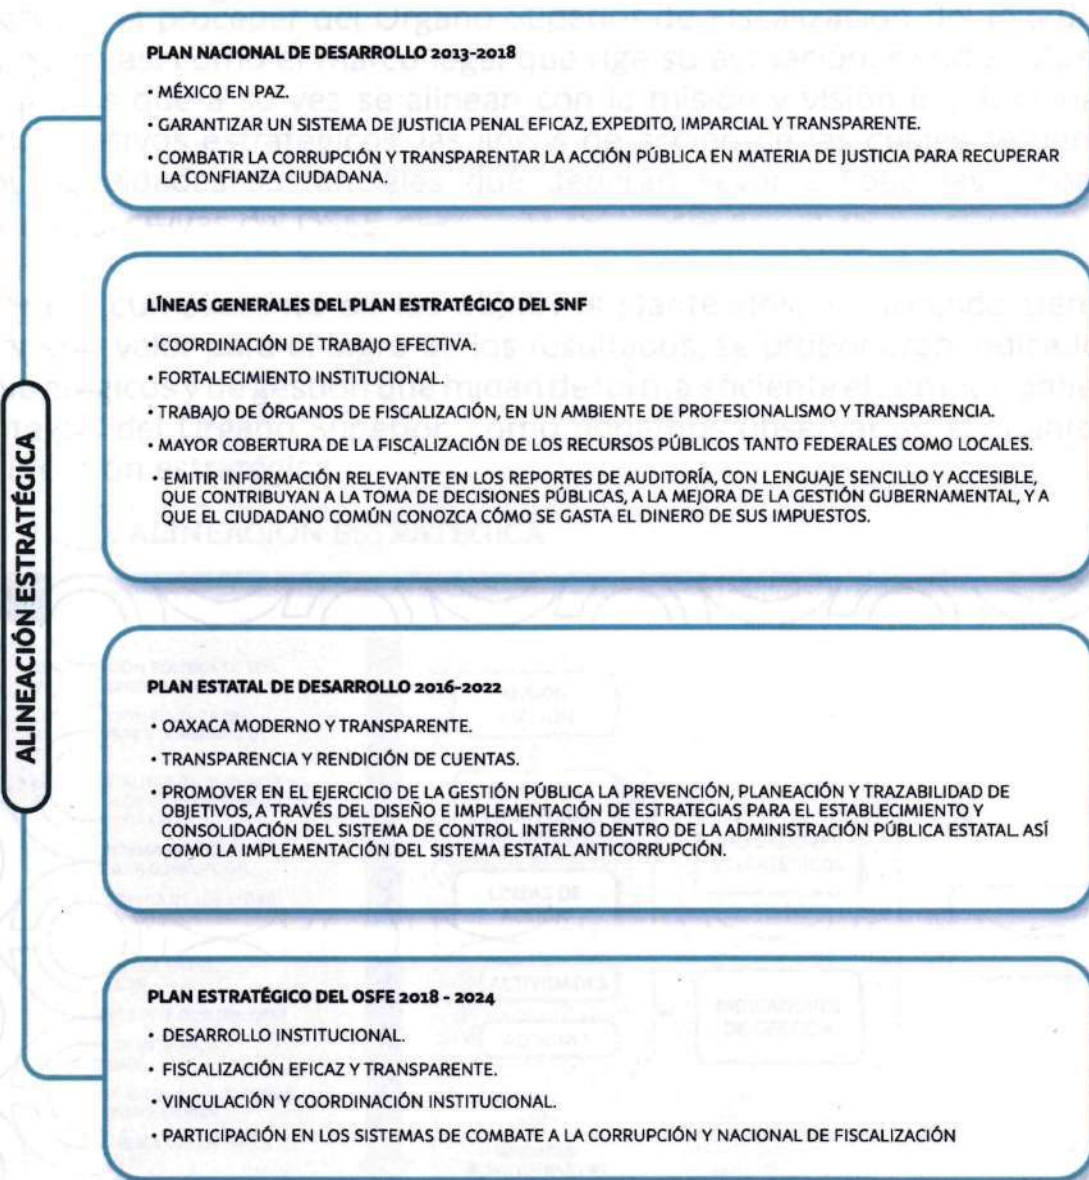 PLAN NACIONAL DE DESARROLLO 2013-2018
• MÉXICO EN PAZ.
• GARANTIZAR UN SISTEMA DE JUSTICIA PENAL EFICAZ, EXPEDITO, IMPARCIAL Y TRANSPARENTE.
• COMBATIR LA CORRUPCIÓN Y TRANSPARENTAR LA ACCIÓN PÚBLICA EN MATERIA DE JUSTICIA PARA RECUPERAR
LA CONFIANZA CIUDADANA.
LÍNEAS GENERALES DEL PLAN ESTRATÉGICO DEL SNF
• COORDINACIÓN DE TRABAJO EFECTIVA.
• FORTALECIMIENTO INSTITUCIONAL.
• TRABAJO DE ÓRGANOS DE FISCALIZACIÓN, EN UN AMBIENTE DE PROFESIONALISMO Y TRANSPARENCIA.
• MAYOR COBERTURA DE LA FISCALIZACIÓN DE LOS RECURSOS PÚBLICOS TANTO FEDERALES COMO LOCALES.
• EMITIR INFORMACIÓN RELEVANTE EN LOS REPORTES DE AUDITORÍA, CON LENGUAJE SENCILLO Y ACCESIBLE,
QUE CONTRIBUYAN A LA TOMA DE DECISIONES PÚBLICAS, A LA MEJORA DE LA GESTIÓN GUBERNAMENTAL, Y A
QUE EL CIUDADANO COMÚN CONOZCA CÓMO SE GASTA EL DINERO DE SUS IMPUESTOS.
ALINEACIÓN ESTRATÉGICA
PLAN ESTATAL DE DESARROLLO 2016-2022
• OAXACA MODERNO Y TRANSPARENTE.
• TRANSPARENCIA Y RENDICIÓN DE CUENTAS.
• PROMOVER EN EL EJERCICIO DE LA GESTIÓN PÚBLICA LA PREVENCIÓN, PLANEACIÓN Y TRAZABILIDAD DE
OBJETIVOS, A TRAVÉS DEL DISEÑO E IMPLEMENTACIÓN DE ESTRATEGIAS PARA EL ESTABLECIMIENTO Y
CONSOLIDACIÓN DEL SISTEMA DE CONTROL INTERNO DENTRO DE LA ADMINISTRACIÓN PÚBLICA ESTATAL. ASÍ
COMO LA IMPLEMENTACIÓN DEL SISTEMA ESTATAL ANTICORRUPCIÓN.
PLAN ESTRATÉGICO DEL OSFE 2018 - 2024
• DESARROLLO INSTITUCIONAL.
• FISCALIZACIÓN EFICAZ Y TRANSPARENTE.
• VINCULACIÓN Y COORDINACIÓN INSTITUCIONAL.
• PARTICIPACIÓN EN LOS SISTEMAS DE COMBATE A LA CORRUPCIÓN Y NACIONAL DE FISCALIZACIÓN